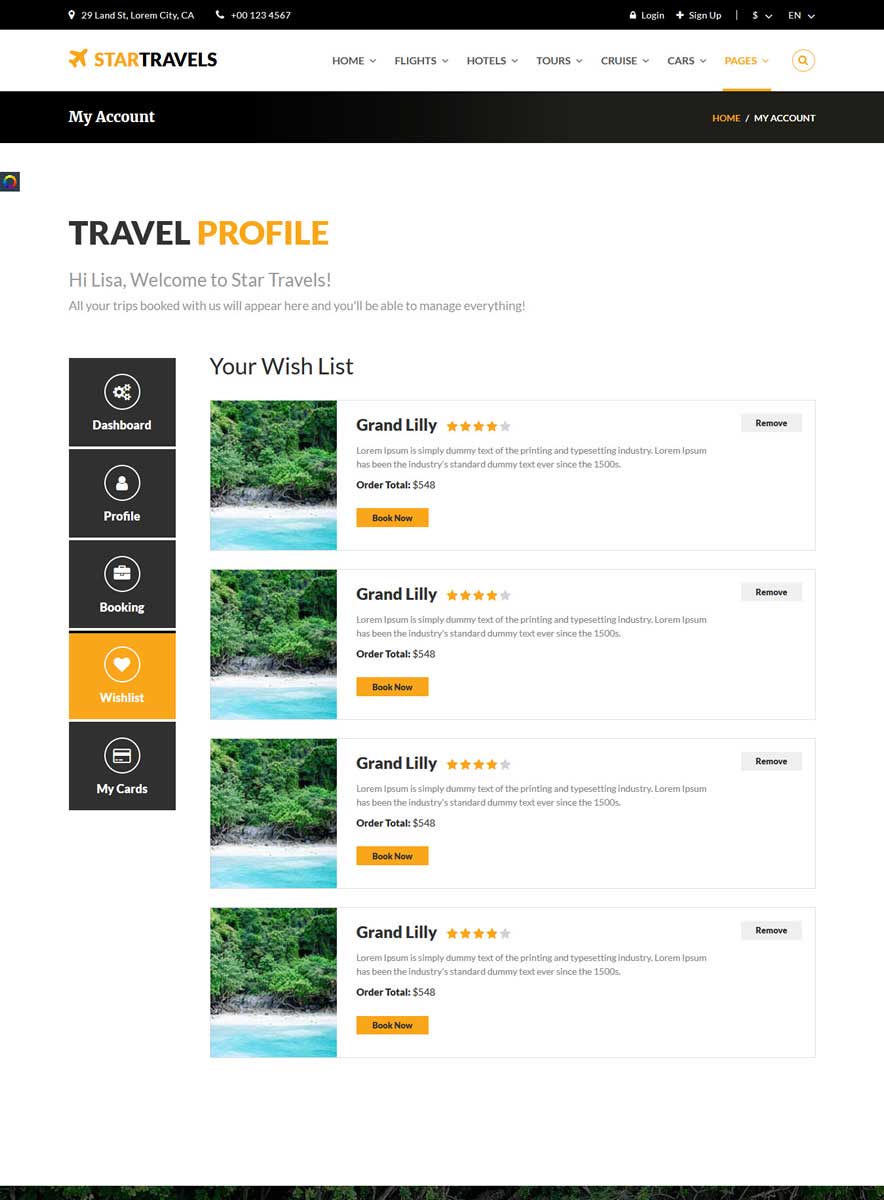 29 Land St, Lorem City, CA +00 123 4567 Login Sign Up | $ EN
STARTRAVELS HOME FLIGHTS HOTELS TOURS CRUISE CARS PAGES
My Account HOME / MY ACCOUNT
TRAVEL PROFILE
Hi Lisa, Welcome to Star Travels!
All your trips booked with us will appear here and you'll be able to manage everything!
Dashboard
Profile
Booking
Wishlist
My Cards
Your Wish List
Grand Lilly Remove
Lorem Ipsum is simply dummy text of the printing and typesetting industry. Lorem Ipsum
has been the industry's standard dummy text ever since the 1500s.
Order Total: $548
Book Now
Grand Lilly Remove
Lorem Ipsum is simply dummy text of the printing and typesetting industry. Lorem Ipsum
has been the industry's standard dummy text ever since the 1500s.
Order Total: $548
Book Now
Grand Lilly Remove
Lorem Ipsum is simply dummy text of the printing and typesetting industry. Lorem Ipsum
has been the industry's standard dummy text ever since the 1500s.
Order Total: $548
Book Now
Grand Lilly Remove
Lorem Ipsum is simply dummy text of the printing and typesetting industry. Lorem Ipsum
has been the industry's standard dummy text ever since the 1500s.
Order Total: $548
Book Now